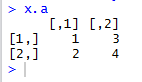 > x.a
     [,1] [,2]
[1,]    1    3
[2,]    2    4
>